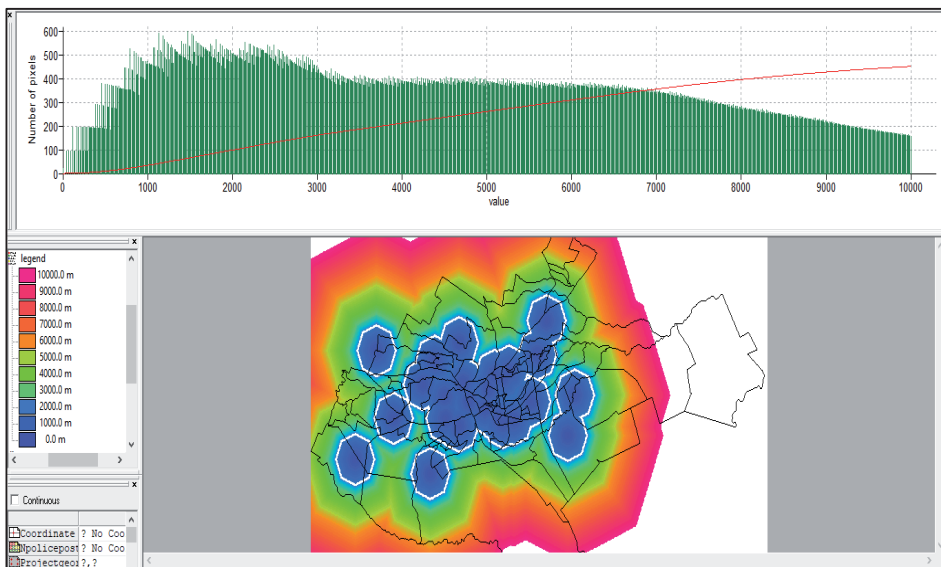 x
600
500
400
300
200
100
0
Number of pixels
0 1000 2000 3000 4000 5000 6000 7000 8000 9000 10000
value
x
legend
10000.0 m
9000.0 m
8000.0 m
7000.0 m
6000.0 m
5000.0 m
4000.0 m
3000.0 m
2000.0 m
1000.0 m
0.0 m
x
Continuous
Coordinate ? No Coo
Npolicepost ? No Coo
Projectgeor ?,?